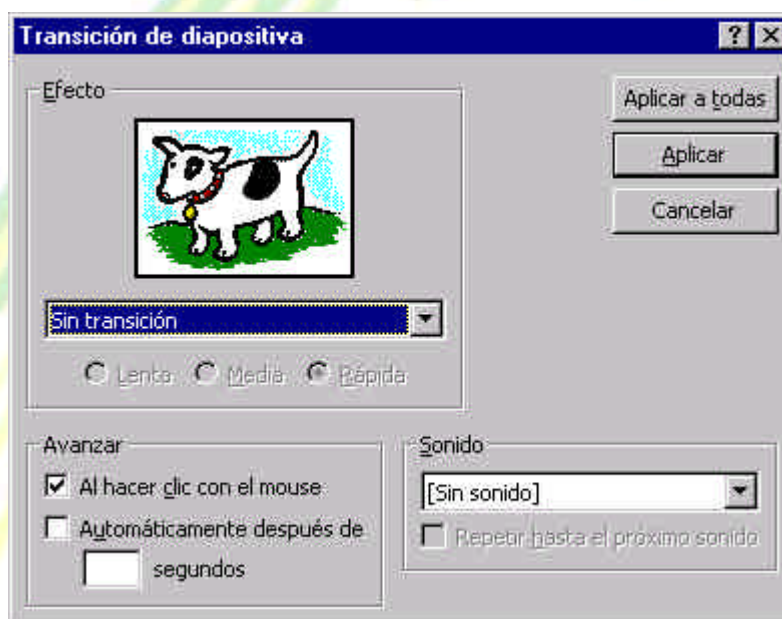 Transición de diapositiva
Efecto
Aplicar a todas
Aplicar
Cancelar
Sin transición
Lenta Media Rápida
Avanzar
Al hacer clic con el mouse
Automáticamente después de
segundos
Sonido
[Sin sonido]
Repetir hasta el próximo sonido